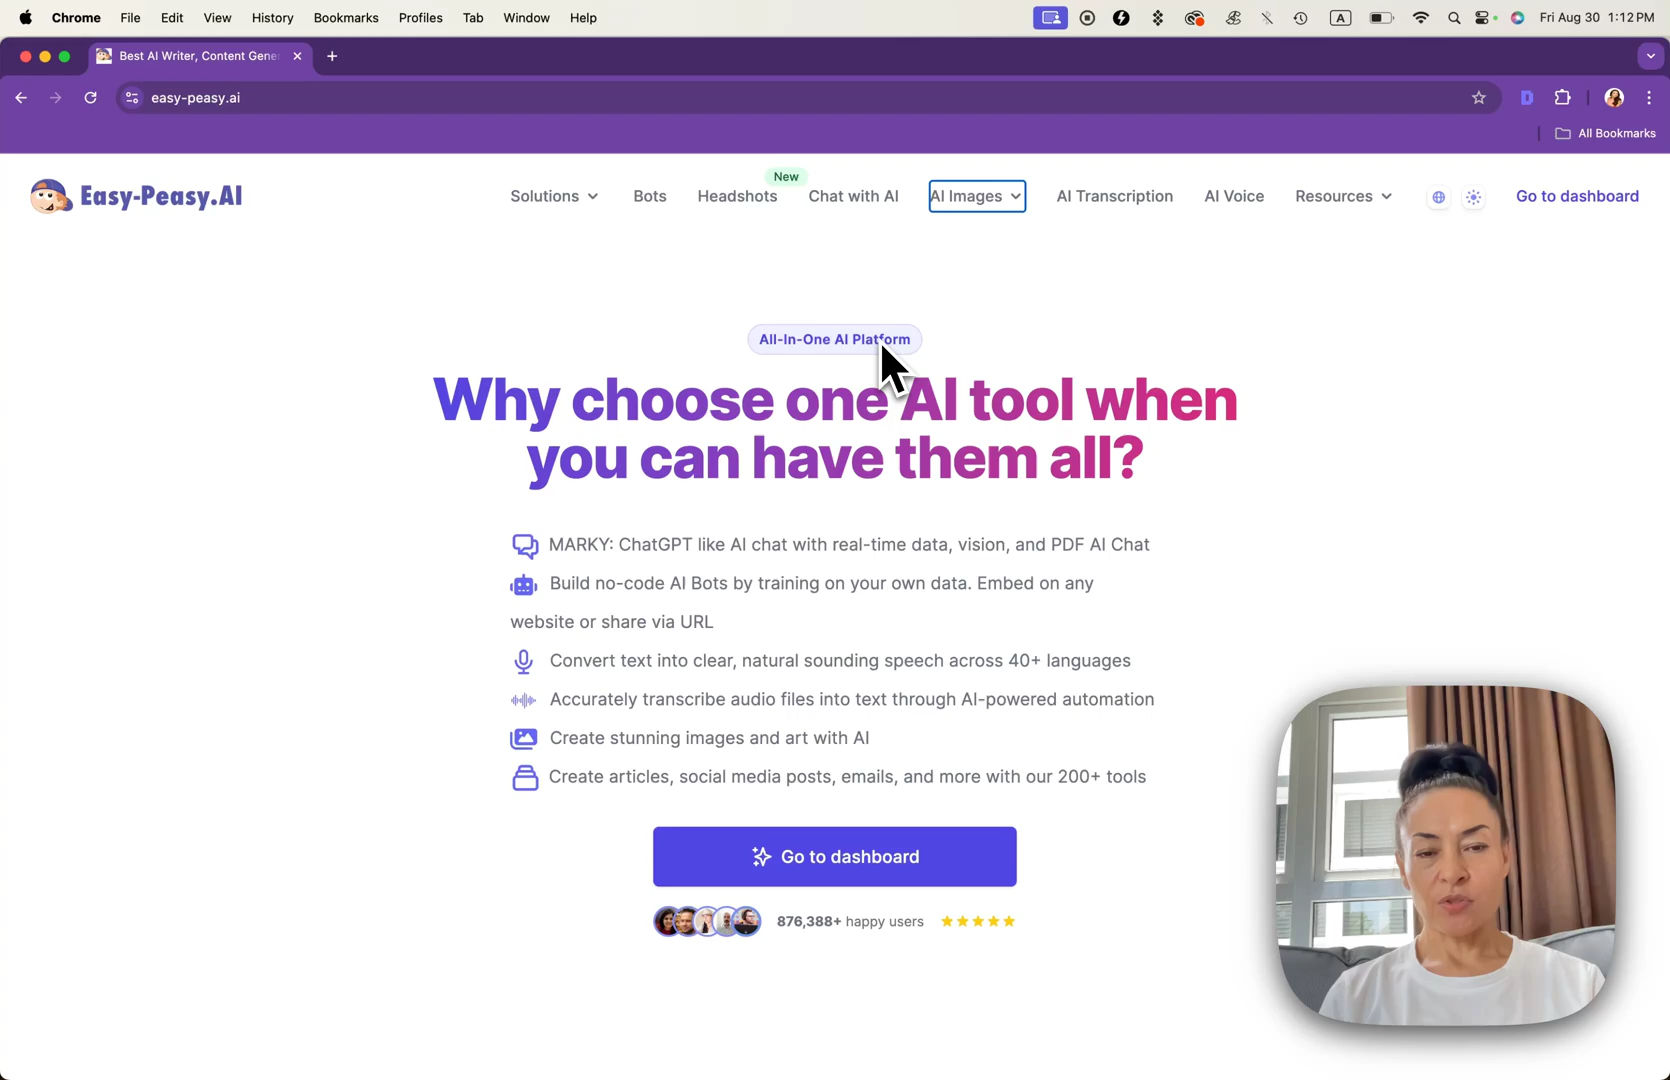 Chrome File Edit View History Bookmarks Profiles Tab Window Help
A
Fri Aug 30 1:12 PM
Best AI Writer, Content Gene
easy-peasy.ai
D
All Bookmarks
Easy-Peasy.AI
Solutions
Bots
Headshots
New
Chat with AI
AI Images
AI Transcription
AI Voice
Resources
Go to dashboard
All-In-One AI Platform
Why choose one AI tool when
you can have them all?
MARKY: ChatGPT like AI chat with real-time data, vision, and PDF AI Chat
Build no-code AI Bots by training on your own data. Embed on any
website or share via URL
Convert text into clear, natural sounding speech across 40+ languages
Accurately transcribe audio files into text through AI-powered automation
Create stunning images and art with AI
Create articles, social media posts, emails, and more with our 200+ tools
Go to dashboard
876,388+ happy users